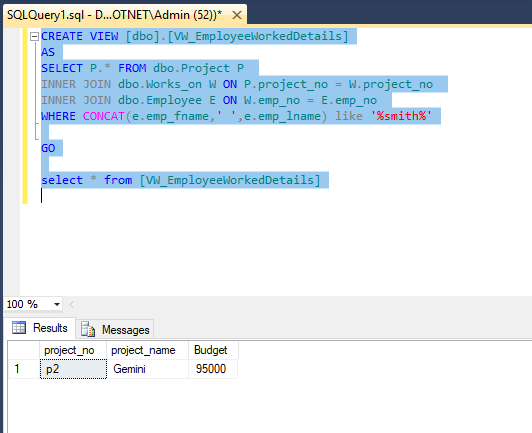 SQLQuery1.sql - D...OTNET\Admin (52))*
CREATE VIEW [dbo].[VW_EmployeeWorkedDetails]
AS
SELECT P.* FROM dbo.Project P
INNER JOIN dbo.Works_on W ON P.project_no = W.project_no
INNER JOIN dbo.Employee E ON W.emp_no = E.emp_no
WHERE CONCAT(e.emp_fname,' ',e.emp_lname) like '%smith%'
GO
select * from [VW_EmployeeWorkedDetails]
100 %
Results Messages
project_no project_name Budget
1 p2 Gemini 95000